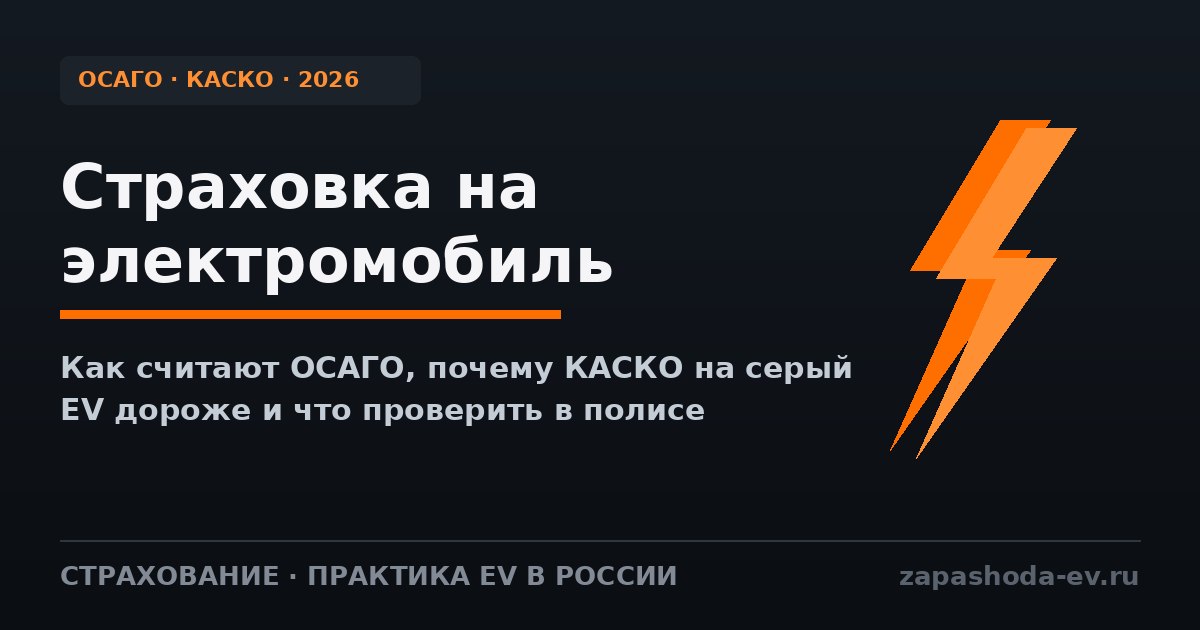 ОСАГО · КАСКО · 2026
Страховка на
электромобиль
Как считают ОСАГО, почему КАСКО на серый
EV дороже и что проверить в полисе
СТРАХОВАНИЕ · ПРАКТИКА EV В РОССИИ
zapashoda-ev.ru